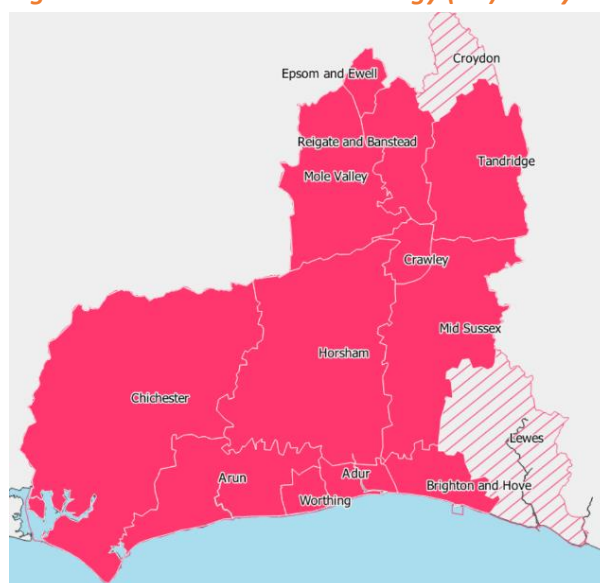 Croydon
Epsom and Ewell
Reigate and Banstead
Tandridge
Mole Valley
Crawley
Mid Sussex
Horsham
Chichester
Lewes
Adur
Arun
Brighton and Hove
Worthing